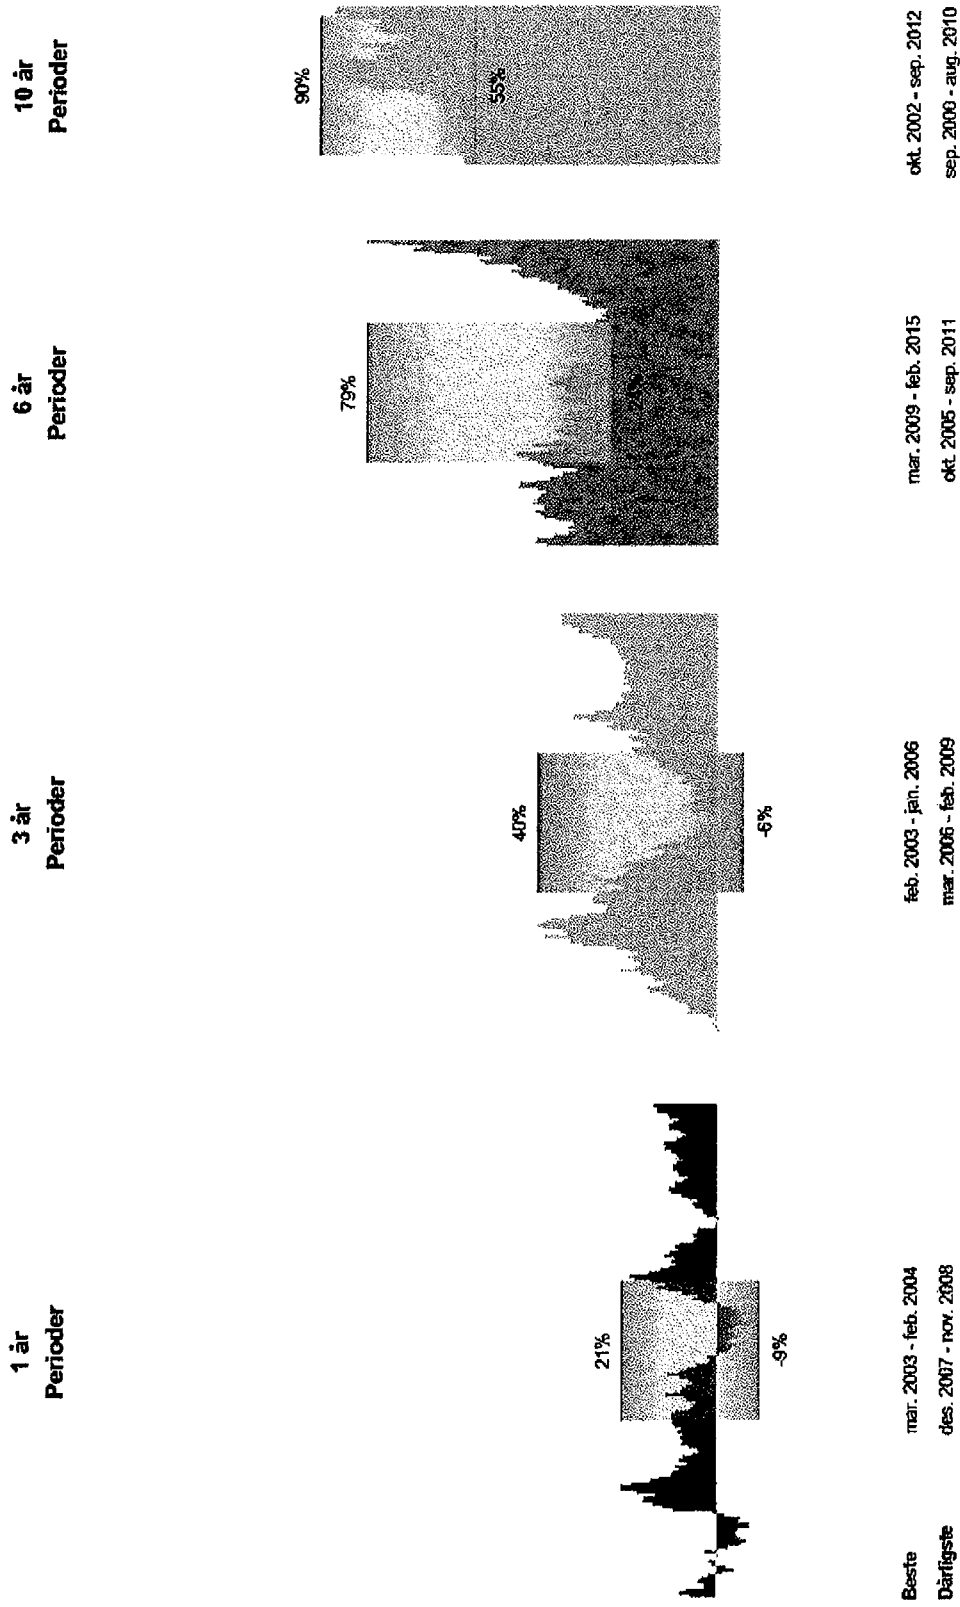 1 år
Perioder
3 år
Perioder
6 år
Perioder
10 år
Perioder
21%
-9%
40%
-6%
79%
90%
55%
Beste mar. 2003 - feb. 2004 feb. 2003 - jan. 2006 mar. 2009 - feb. 2015 okt. 2002 - sep. 2012
Dårligste des. 2007 - nov. 2008 mar. 2006 - feb. 2009 okt. 2005 - sep. 2011 sep. 2000 - aug. 2010